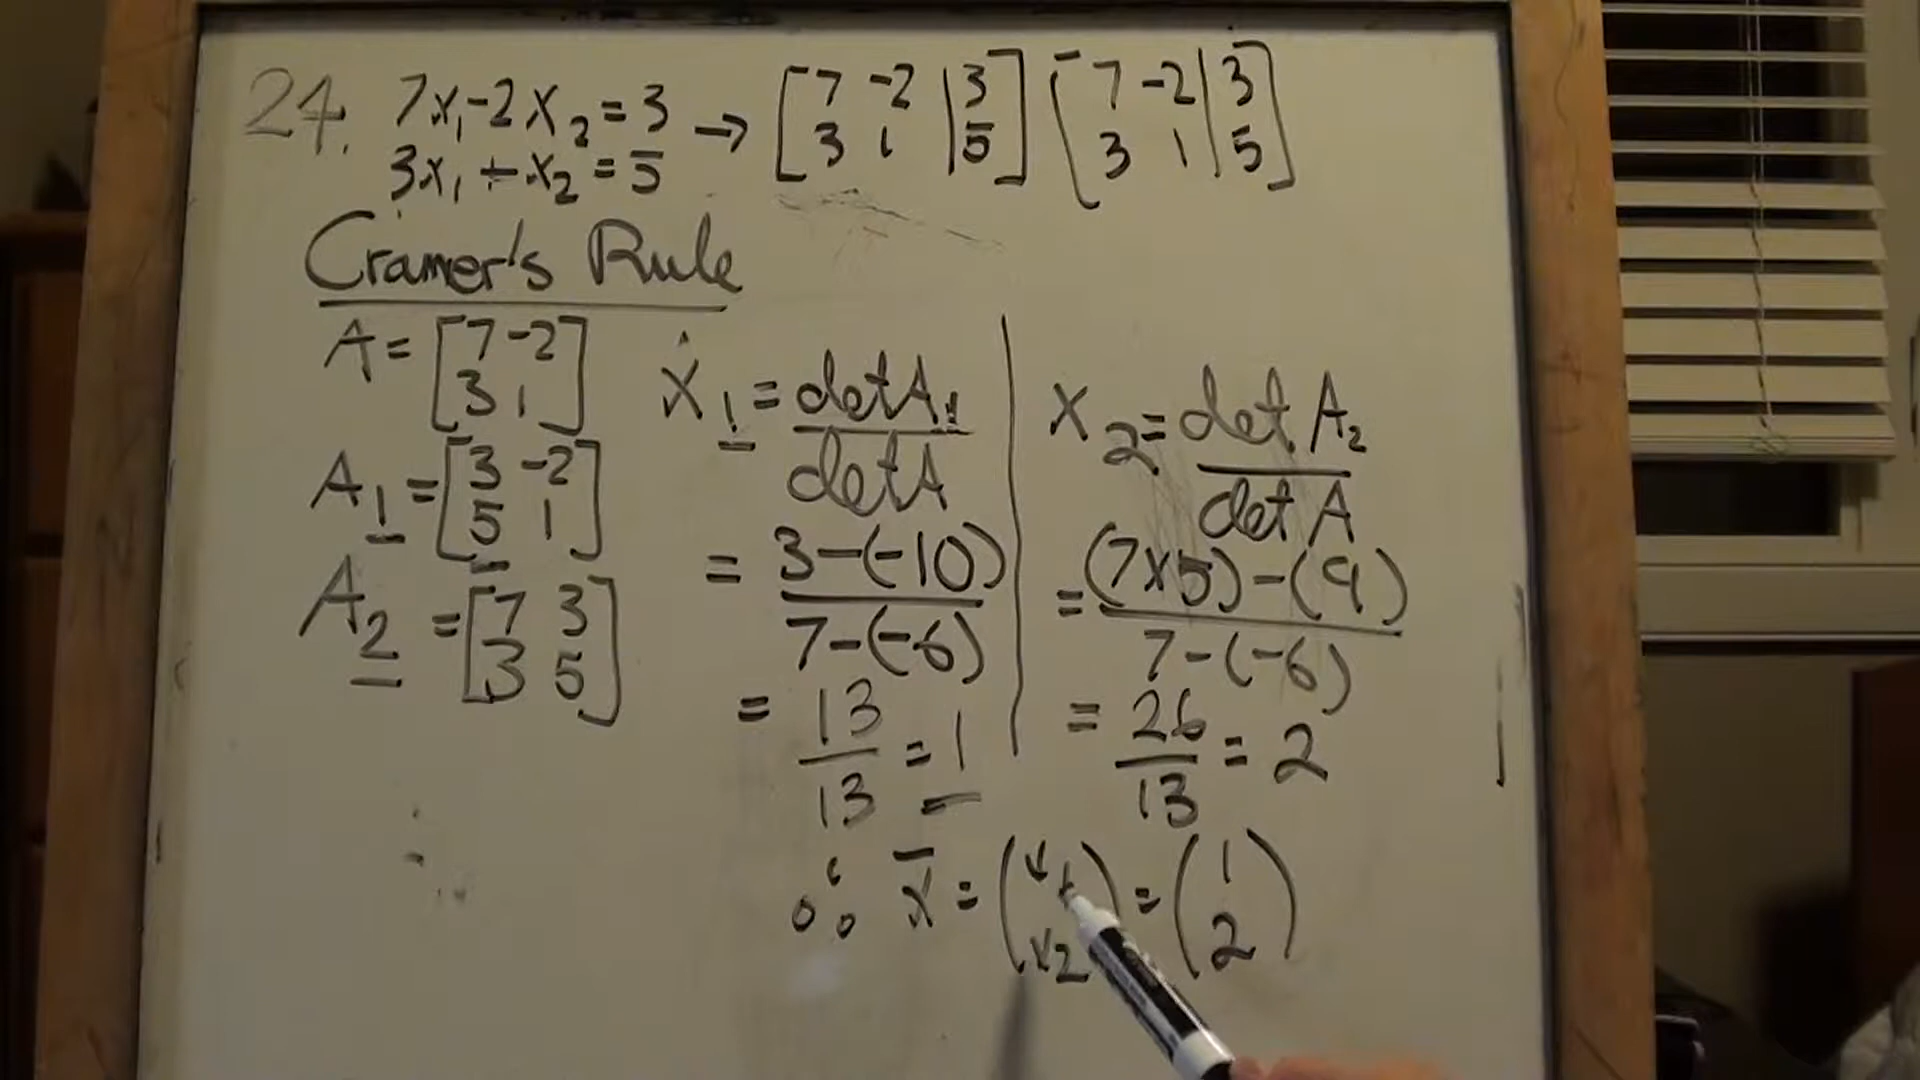 24. 7x₁-2x₂=3 → [7 -2 | 3] [7 -2 | 3]
3x₁+x₂=5 [3 1 | 5] [3 1 | 5]
Cramer's Rule
A= [7 -2
3 1]
A₁= [3 -2
5 1]
A₂= [7 3
3 5]
x₁= detA₁
detA
= 3-(-10)
7-(-6)
= 13
13 = 1
x₂= det A₂
det A
= (7x5)-(9)
7-(-6)
= 26
13 = 2
∴ x̄ = (x₁ = (1
x₂) 2)